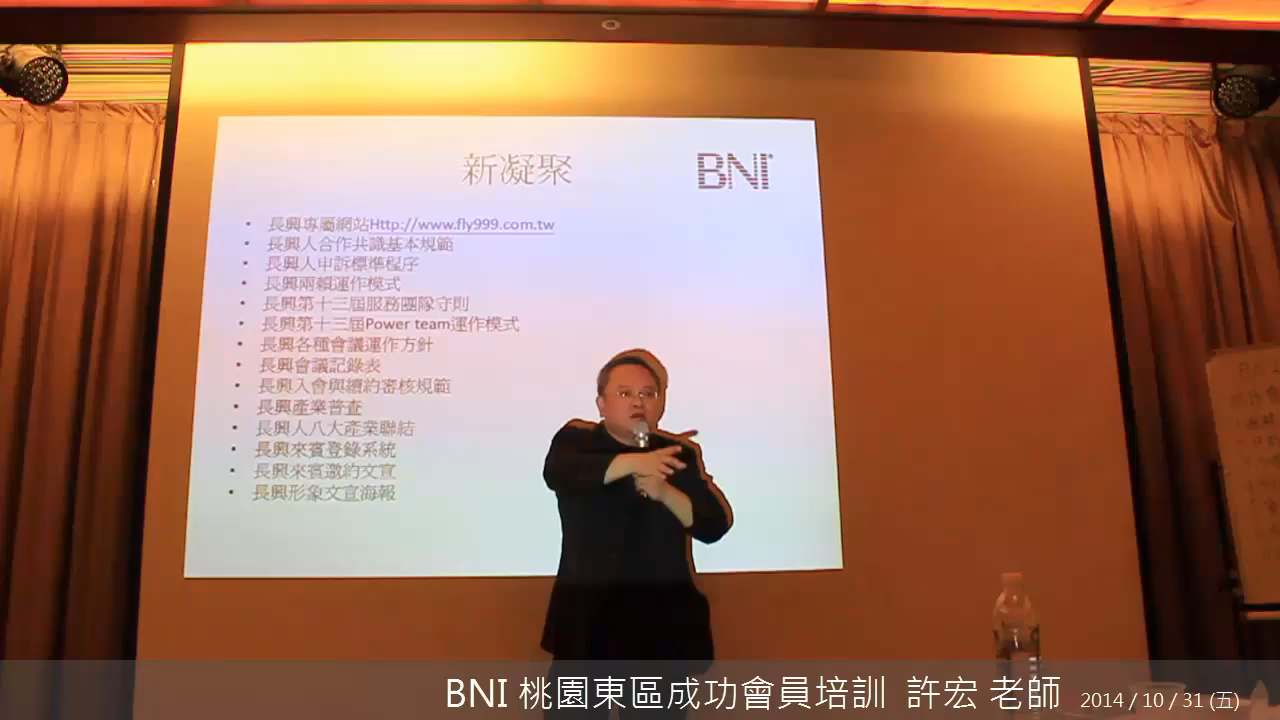 新凝聚
BNI
長興專屬網站Http://www.fly999.com.tw
長興人合作共識基本規範
長興人申訴標準程序
長興兩賴運作模式
長興第十三屆服務團隊守則
長興第十三屆Power team運作模式
長興各種會議運作方針
長興會議記錄表
長興入會與續約審核規範
長興產業普查
長興人八大產業聯結
長興來賓登錄系統
長興來賓邀約文宣
長興形象文宣海報
BNI 桃園東區成功會員培訓 許宏 老師 2014 / 10 / 31 (五)